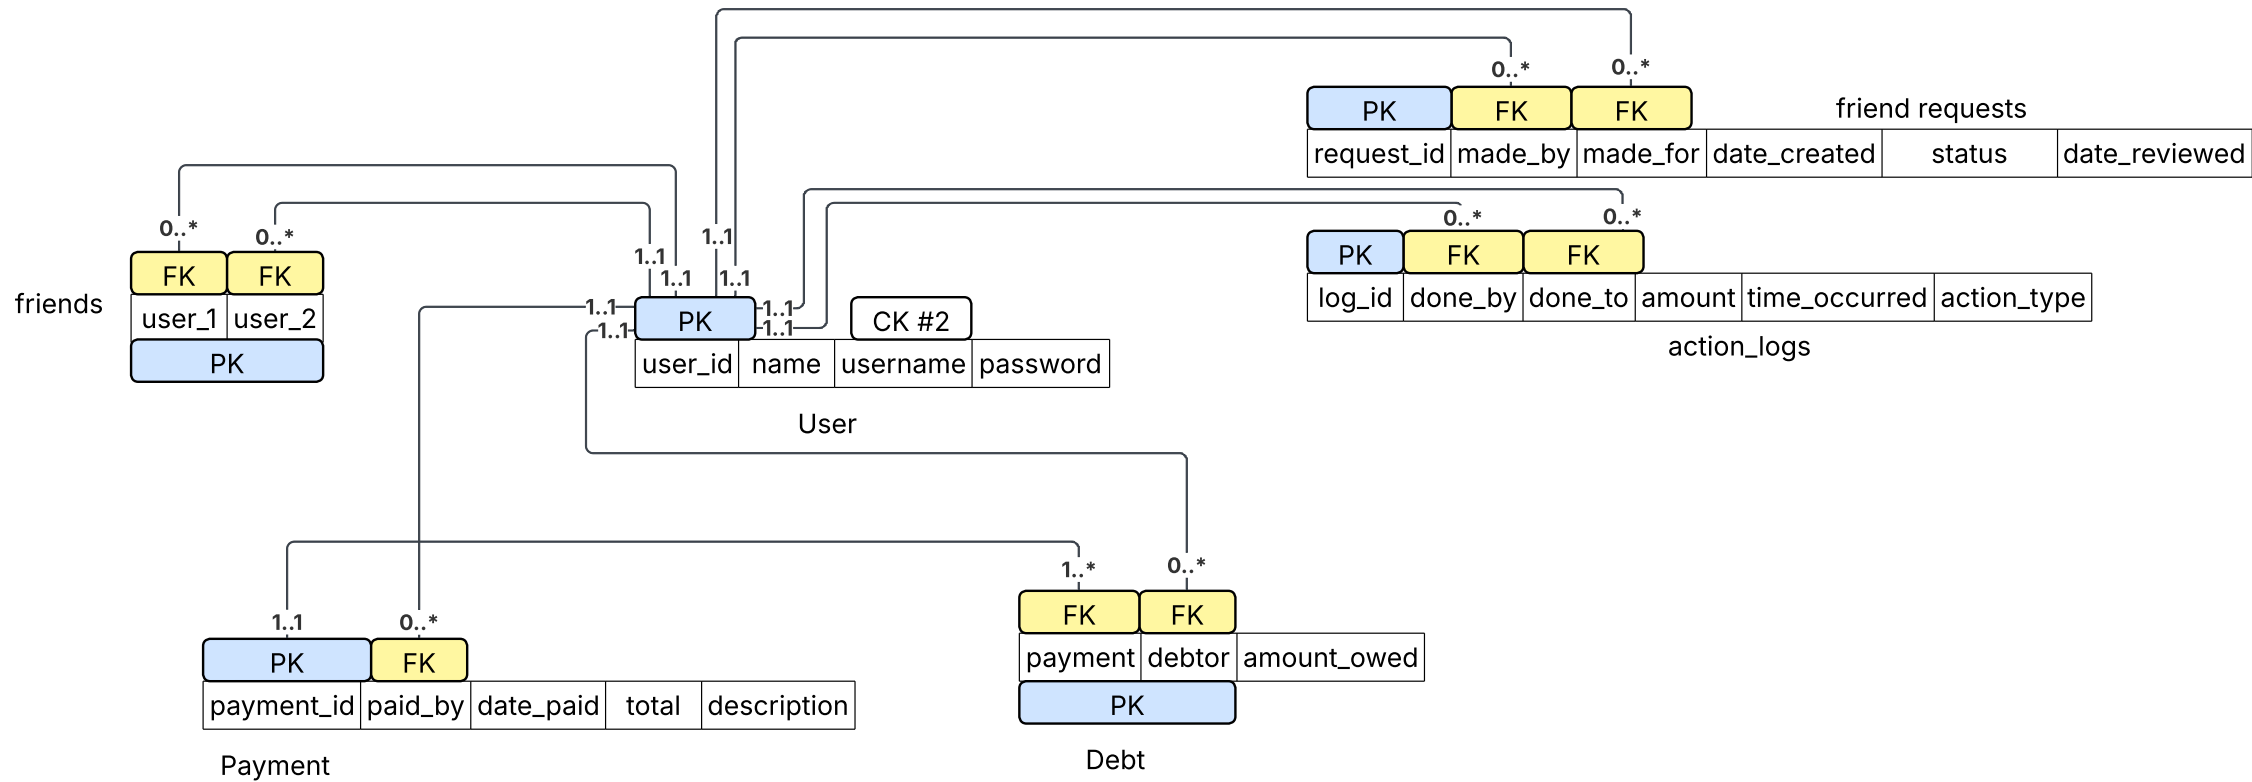 0..* 0..*
PK FK FK friend requests
request_id made_by made_for date_created status date_reviewed
0..* 0..*
PK FK FK
log_id done_by done_to amount time_occurred action_type
action_logs
0..* 0..*
FK FK
friends
user_1 user_2
PK
1..1
1..1
1..1 1..1
1..1 1..1
1..1 1..1
PK CK #2
user_id name username password
User
1..1 0..*
PK FK
payment_id paid_by date_paid total description
Payment
1..* 0..*
FK FK
payment debtor amount_owed
PK
Debt